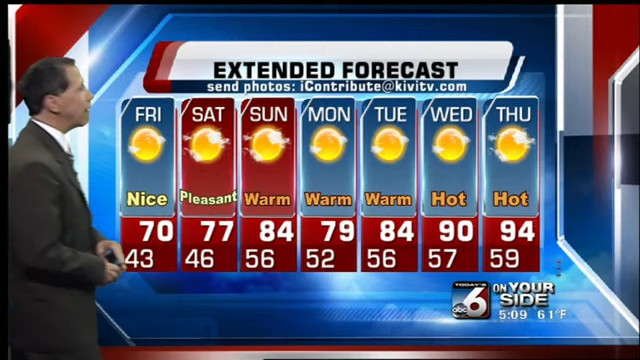 EXTENDED FORECAST
send photos: iContribute@kivitv.com
FRI SAT SUN MON TUE WED THU
Nice Pleasant Warm Warm Warm Hot Hot
70 77 84 79 84 90 94
43 46 56 52 56 57 59
TODAY'S
6
abc
ON YOUR
SIDE
5:09 61°F